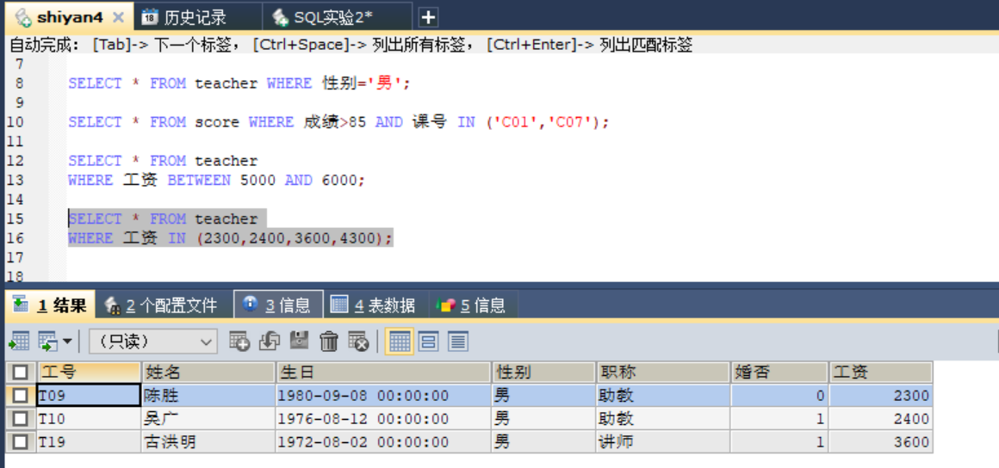 shiyan4 历史记录 SQL实验2*
自动完成： [Tab]-> 下一个标签， [Ctrl+Space]-> 列出所有标签， [Ctrl+Enter]-> 列出匹配标签
7
8 SELECT * FROM teacher WHERE 性别='男';
9
10 SELECT * FROM score WHERE 成绩>85 AND 课号 IN ('C01','C07');
11
12 SELECT * FROM teacher
13 WHERE 工资 BETWEEN 5000 AND 6000;
14
15 SELECT * FROM teacher
16 WHERE 工资 IN (2300,2400,3600,4300);
17
18
1 结果 2 个配置文件 3 信息 4 表数据 5 信息
（只读）
工号 姓名 生日 性别 职称 婚否 工资
T09 陈胜 1980-09-08 00:00:00 男 助教 0 2300
T10 吴广 1976-08-12 00:00:00 男 助教 1 2400
T19 古洪明 1972-08-02 00:00:00 男 讲师 1 3600